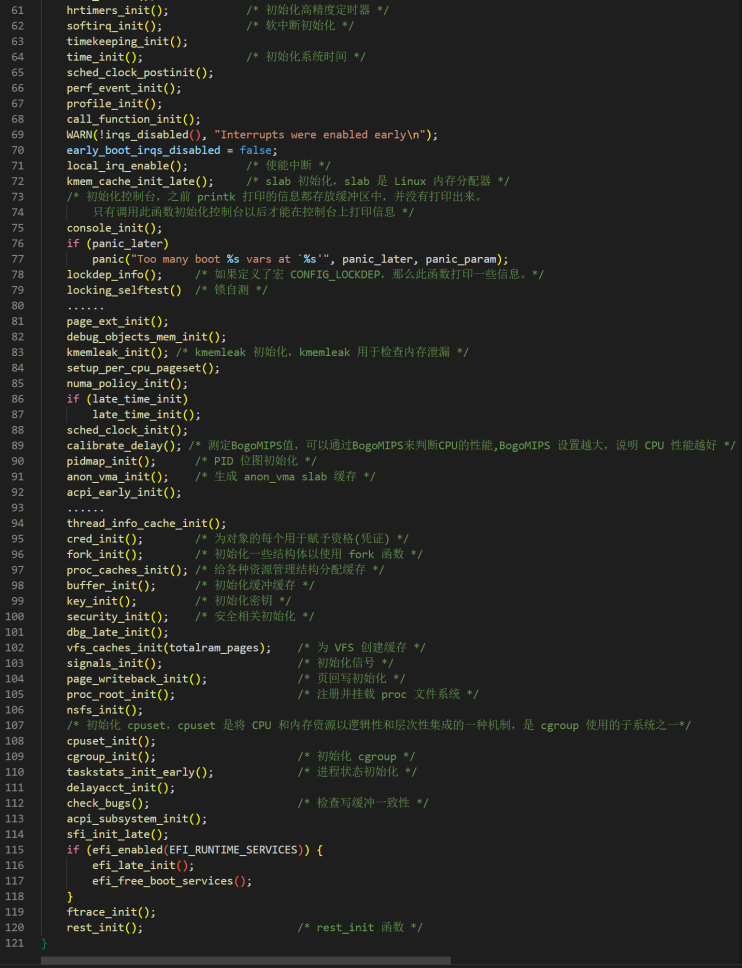 61 hrtimers_init(); /* 初始化高精度定时器 */
62 softirq_init(); /* 软中断初始化 */
63 timekeeping_init();
64 time_init(); /* 初始化系统时间 */
65 sched_clock_postinit();
66 perf_event_init();
67 profile_init();
68 call_function_init();
69 WARN(!irqs_disabled(), "Interrupts were enabled early\n");
70 early_boot_irqs_disabled = false;
71 local_irq_enable(); /* 使能中断 */
72 kmem_cache_init_late(); /* slab 初始化，slab 是 Linux 内存分配器 */
73 /* 初始化控制台，之前 printk 打印的信息都存放缓冲区中，并没有打印出来。
74 只有调用此函数初始化控制台以后才能在控制台上打印信息 */
75 console_init();
76 if (panic_later)
77 panic("Too many boot %s vars at `%s'", panic_later, panic_param);
78 lockdep_info(); /* 如果定义了宏 CONFIG_LOCKDEP，那么此函数打印一些信息。*/
79 locking_selftest() /* 锁自测 */
80 ......
81 page_ext_init();
82 debug_objects_mem_init();
83 kmemleak_init(); /* kmemleak 初始化，kmemleak 用于检查内存泄漏 */
84 setup_per_cpu_pageset();
85 numa_policy_init();
86 if (late_time_init)
87 late_time_init();
88 sched_clock_init();
89 calibrate_delay(); /* 测定BogoMIPS值，可以通过BogoMIPS来判断CPU的性能,BogoMIPS 设置越大，说明 CPU 性能越好 */
90 pidmap_init(); /* PID 位图初始化 */
91 anon_vma_init(); /* 生成 anon_vma slab 缓存 */
92 acpi_early_init();
93 ......
94 thread_info_cache_init();
95 cred_init(); /* 为对象的每个用于赋予资格(凭证) */
96 fork_init(); /* 初始化一些结构体以使用 fork 函数 */
97 proc_caches_init(); /* 给各种资源管理结构分配缓存 */
98 buffer_init(); /* 初始化缓冲缓存 */
99 key_init(); /* 初始化密钥 */
100 security_init(); /* 安全相关初始化 */
101 dbg_late_init();
102 vfs_caches_init(totalram_pages); /* 为 VFS 创建缓存 */
103 signals_init(); /* 初始化信号 */
104 page_writeback_init(); /* 页回写初始化 */
105 proc_root_init(); /* 注册并挂载 proc 文件系统 */
106 nsfs_init();
107 /* 初始化 cpuset，cpuset 是将 CPU 和内存资源以逻辑性和层次性集成的一种机制，是 cgroup 使用的子系统之一*/
108 cpuset_init();
109 cgroup_init(); /* 初始化 cgroup */
110 taskstats_init_early(); /* 进程状态初始化 */
111 delayacct_init();
112 check_bugs(); /* 检查写缓冲一致性 */
113 acpi_subsystem_init();
114 sfi_init_late();
115 if (efi_enabled(EFI_RUNTIME_SERVICES)) {
116 efi_late_init();
117 efi_free_boot_services();
118 }
119 ftrace_init();
120 rest_init(); /* rest_init 函数 */
121 }